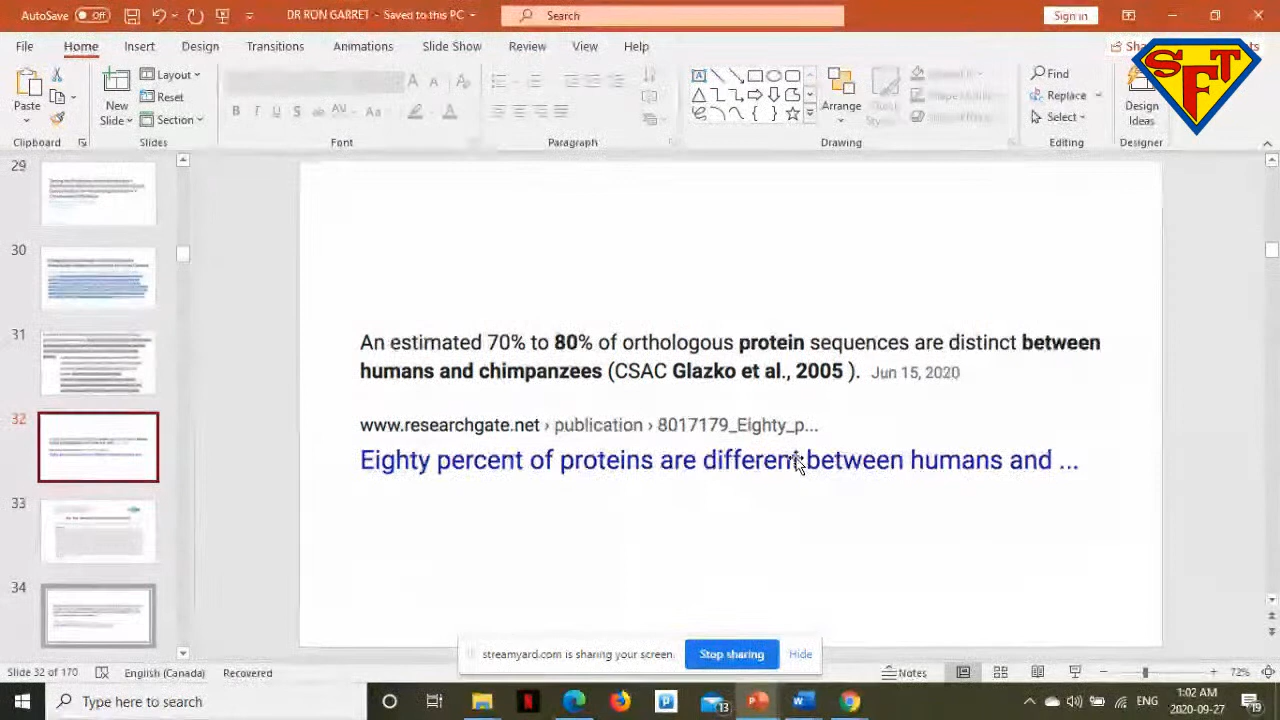 AutoSave Off
DR RON GARRET - Saved to this PC
Search
Sign in
File Home Insert Design Transitions Animations Slide Show Review View Help
SFT
Paste
New
Slide
Layout
Reset
Section
Arrange
Find
Replace
Select
Design
Ideas
Clipboard
Slides
Font
Paragraph
Drawing
Editing
Designer
29
30
31
32
33
34
An estimated 70% to 80% of orthologous protein sequences are distinct between
humans and chimpanzees (CSAC Glazko et al., 2005 ). Jun 15, 2020
www.researchgate.net › publication › 8017179_Eighty_p...
Eighty percent of proteins are different between humans and ...
streamyard.com is sharing your screen.
Stop sharing
Hide
Slide 32 of 170
English (Canada)
Recovered
Notes
72%
Type here to search
13
ENG
1:02 AM
2020-09-27
19